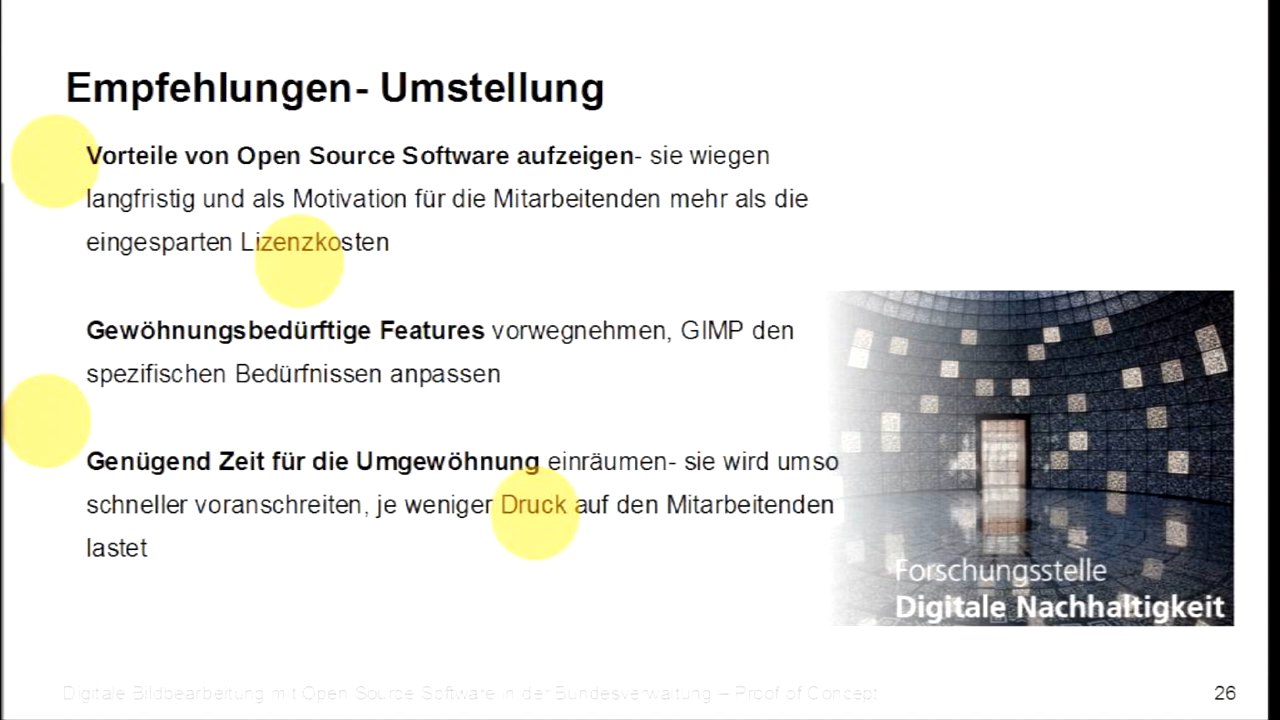 Empfehlungen- Umstellung
Vorteile von Open Source Software aufzeigen- sie wiegen
langfristig und als Motivation für die Mitarbeitenden mehr als die
eingesparten Lizenzkosten
Gewöhnungsbedürftige Features vorwegnehmen, GIMP den
spezifischen Bedürfnissen anpassen
Genügend Zeit für die Umgewöhnung einräumen- sie wird umso
schneller voranschreiten, je weniger Druck auf den Mitarbeitenden
lastet
Forschungsstelle
Digitale Nachhaltigkeit
Digitale Bildbearbeitung mit Open Source Software in der Bundesverwaltung – Proof of Concept
26